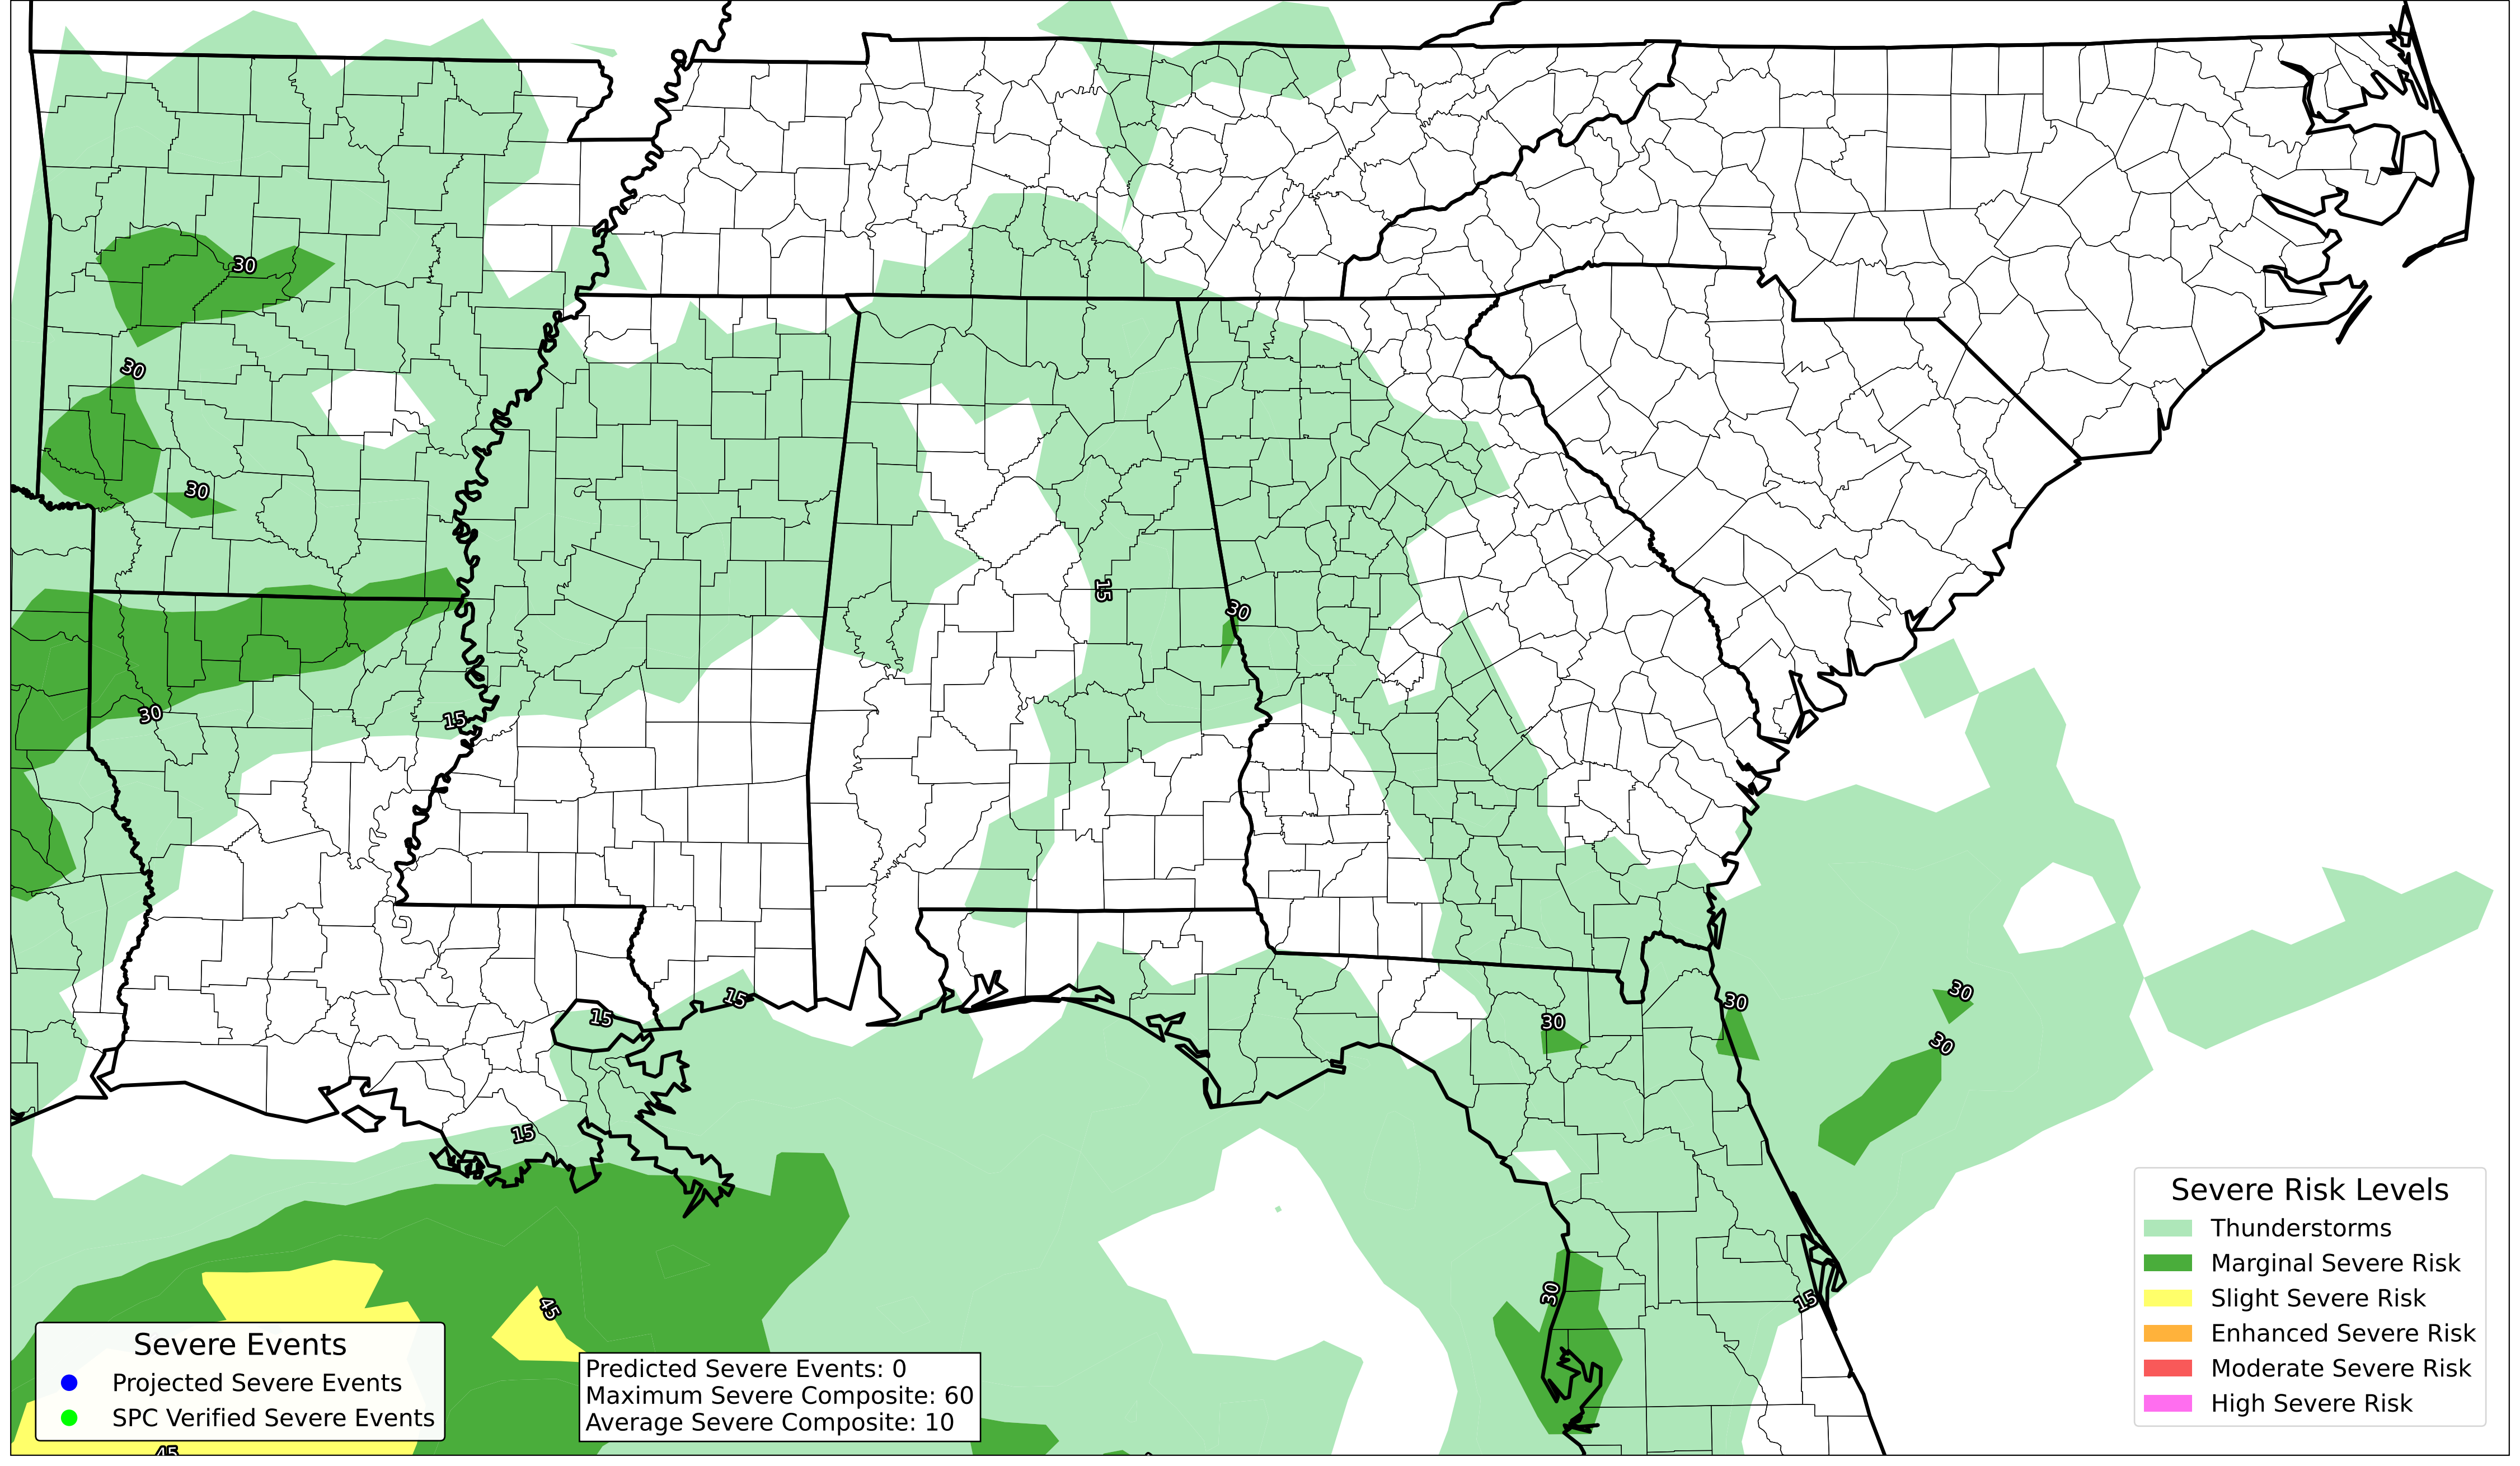 30
30
30
15
30
30
15
15
15
30
30
30
30
15
30
15
45
45
Severe Events
Projected Severe Events
SPC Verified Severe Events
Predicted Severe Events: 0
Maximum Severe Composite: 60
Average Severe Composite: 10
Severe Risk Levels
Thunderstorms
Marginal Severe Risk
Slight Severe Risk
Enhanced Severe Risk
Moderate Severe Risk
High Severe Risk